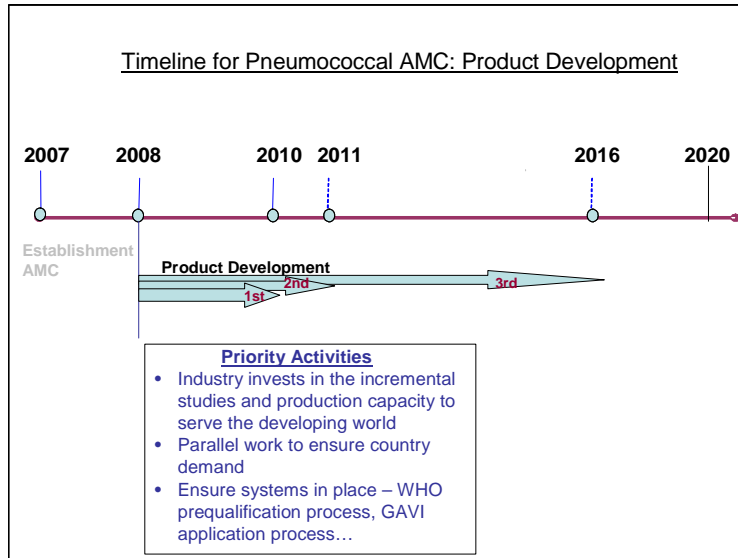 Timeline for Pneumococcal AMC: Product Development
2007 2008 2010 2011 2016 2020
Establishment
AMC
Product Development
2nd 3rd
1st
Priority Activities
• Industry invests in the incremental
studies and production capacity to
serve the developing world
• Parallel work to ensure country
demand
• Ensure systems in place – WHO
prequalification process, GAVI
application process…